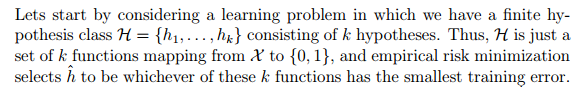 Lets start by considering a learning problem in which we have a finite hy-
pothesis class ℋ = {h₁, . . . , hₖ} consisting of k hypotheses. Thus, ℋ is just a
set of k functions mapping from 𝒳 to {0, 1}, and empirical risk minimization
selects ĥ to be whichever of these k functions has the smallest training error.